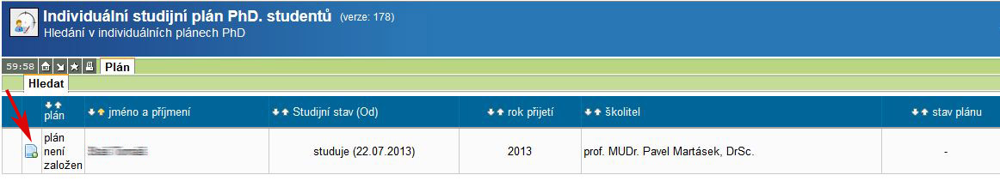 Individuální studijní plán PhD. studentů (verze: 178)
Hledání v individuálních plánech PhD
59:58 Plán
Hledat
plán jméno a příjmení Studijní stav (Od) rok přijetí školitel stav plánu
plán
není
založen
studuje (22.07.2013) 2013 prof. MUDr. Pavel Martásek, DrSc. -